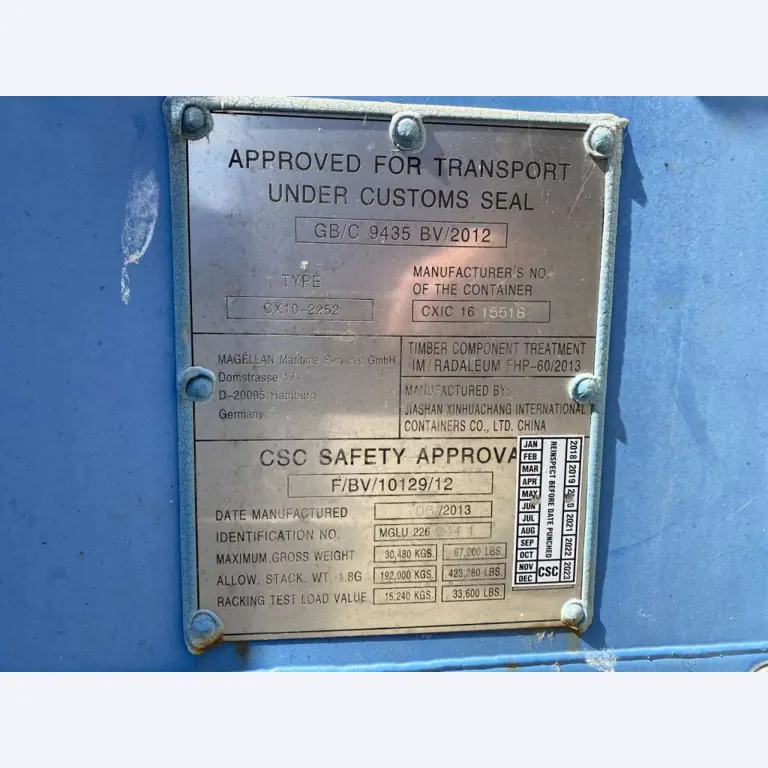 APPROVED FOR TRANSPORT
UNDER CUSTOMS SEAL
GB/C 9435 BV/2012
TYPE
CX10-2252
MANUFACTURER'S NO.
OF THE CONTAINER
CXIC 16 15518
MAGELLAN Maritime Services GmbH
Domstrasse 17
D-20095 Hamburg
Germany
TIMBER COMPONENT TREATMENT
IM/RADALEUM FHP-60/2013
MANUFACTURED BY:
JIASHAN XINHUACHANG INTERNATIONAL
CONTAINERS CO., LTD. CHINA
CSC SAFETY APPROVA
F/BV/10129/12
DATE MANUFACTURED 06/2013
IDENTIFICATION NO. MGLU 226
MAXIMUM GROSS WEIGHT 30,480 KGS. 67,200 LBS.
ALLOW. STACK. WT. 1.8G 192,000 KGS. 423,280 LBS.
RACKING TEST LOAD VALUE 15,240 KGS. 33,600 LBS.
JAN
FEB
MAR
APR
MAY
JUN
JUL
AUG
SEP
OCT
NOV
DEC
REINSPECT BEFORE DATE PUNCHED
CSC
2018 2019 2021 2022 2023